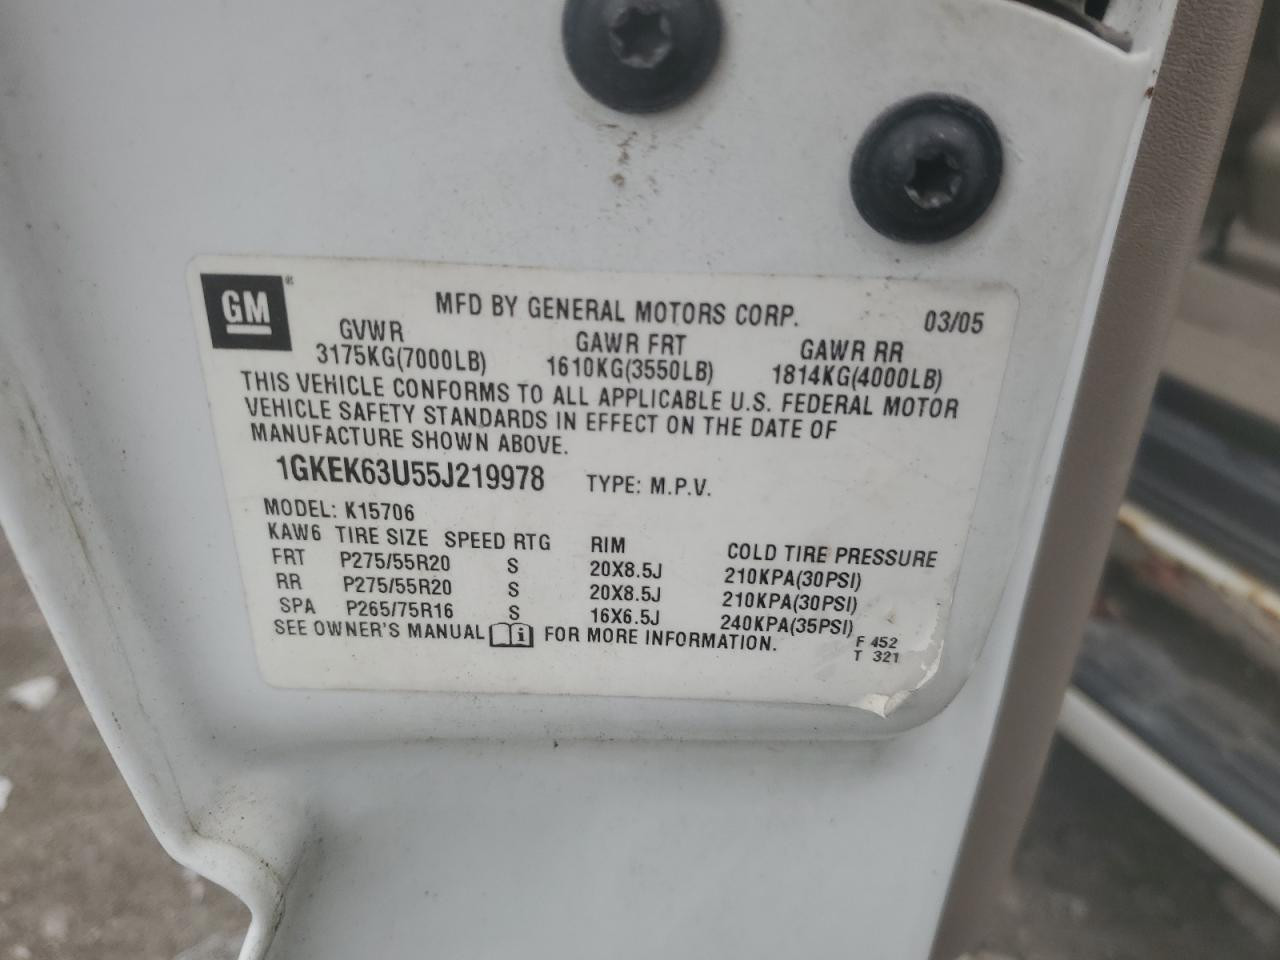 GM ®
MFD BY GENERAL MOTORS CORP. 03/05
GVWR GAWR FRT GAWR RR
3175KG(7000LB) 1610KG(3550LB) 1814KG(4000LB)
THIS VEHICLE CONFORMS TO ALL APPLICABLE U.S. FEDERAL MOTOR
VEHICLE SAFETY STANDARDS IN EFFECT ON THE DATE OF
MANUFACTURE SHOWN ABOVE.
1GKEK63U55J219978 TYPE: M.P.V.
MODEL: K15706
KAW6 TIRE SIZE SPEED RTG RIM COLD TIRE PRESSURE
FRT P275/55R20 S 20X8.5J 210KPA(30PSI)
RR P275/55R20 S 20X8.5J 210KPA(30PSI)
SPA P265/75R16 S 16X6.5J 240KPA(35PSI)
SEE OWNER'S MANUAL i FOR MORE INFORMATION.
F 452
T 321